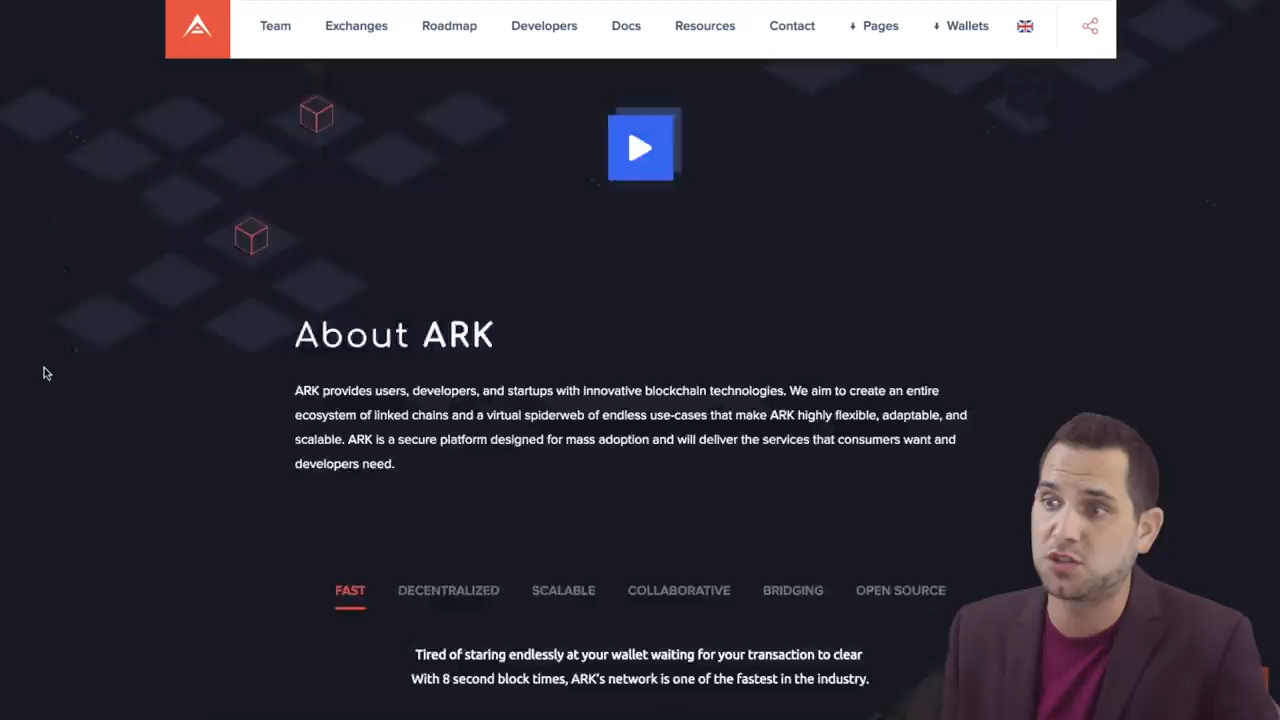 Team Exchanges Roadmap Developers Docs Resources Contact Pages Wallets
About ARK
ARK provides users, developers, and startups with innovative blockchain technologies. We aim to create an entire
ecosystem of linked chains and a virtual spiderweb of endless use-cases that make ARK highly flexible, adaptable, and
scalable. ARK is a secure platform designed for mass adoption and will deliver the services that consumers want and
developers need.
FAST DECENTRALIZED SCALABLE COLLABORATIVE BRIDGING OPEN SOURCE
Tired of staring endlessly at your wallet waiting for your transaction to clear
With 8 second block times, ARK's network is one of the fastest in the industry.